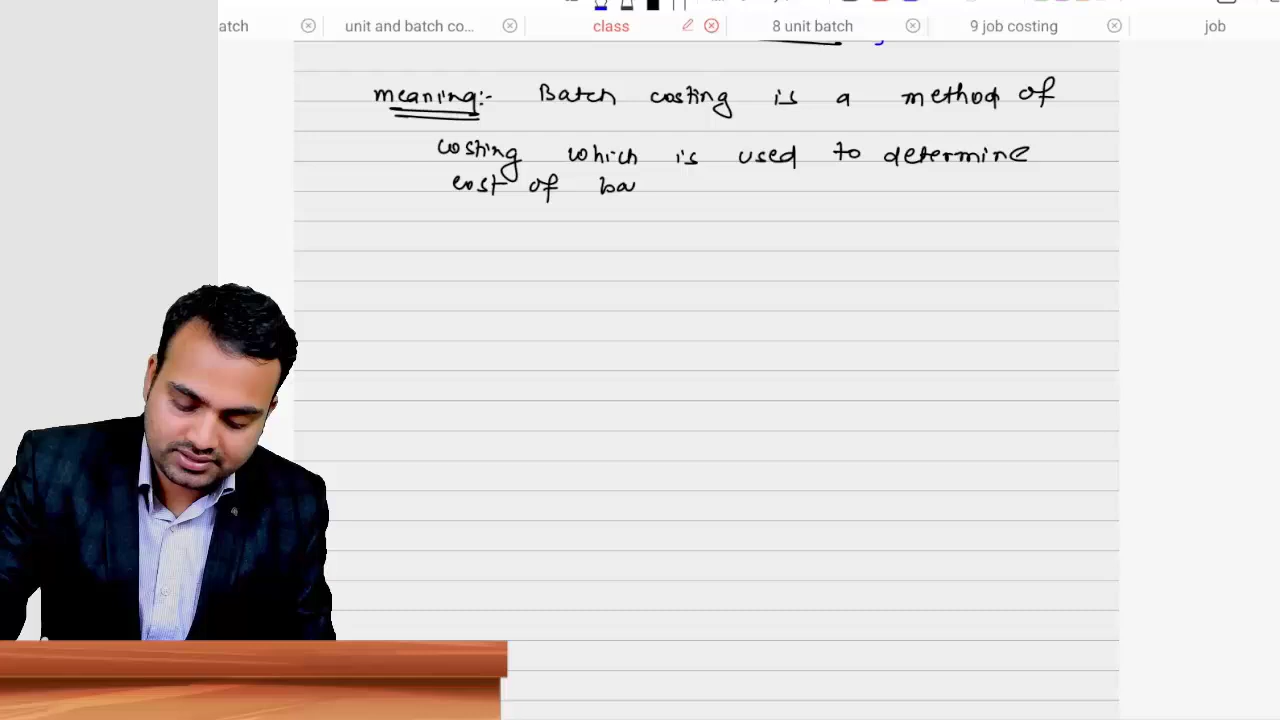 atch
unit and batch co...
class
8 unit batch
9 job costing
job
meaning:- Batch costing is a method of
costing which is used to determine
cost of ba